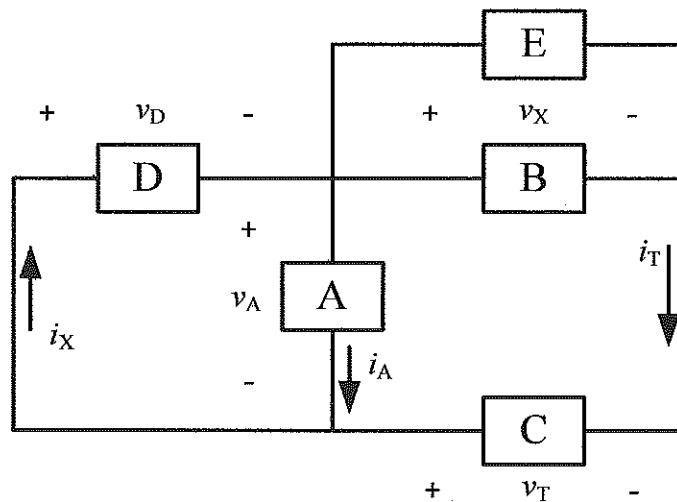 E
+ v_D - + v_X -
D B
+
i_T
v_A A
i_X
i_A
-
C
+ v_T -